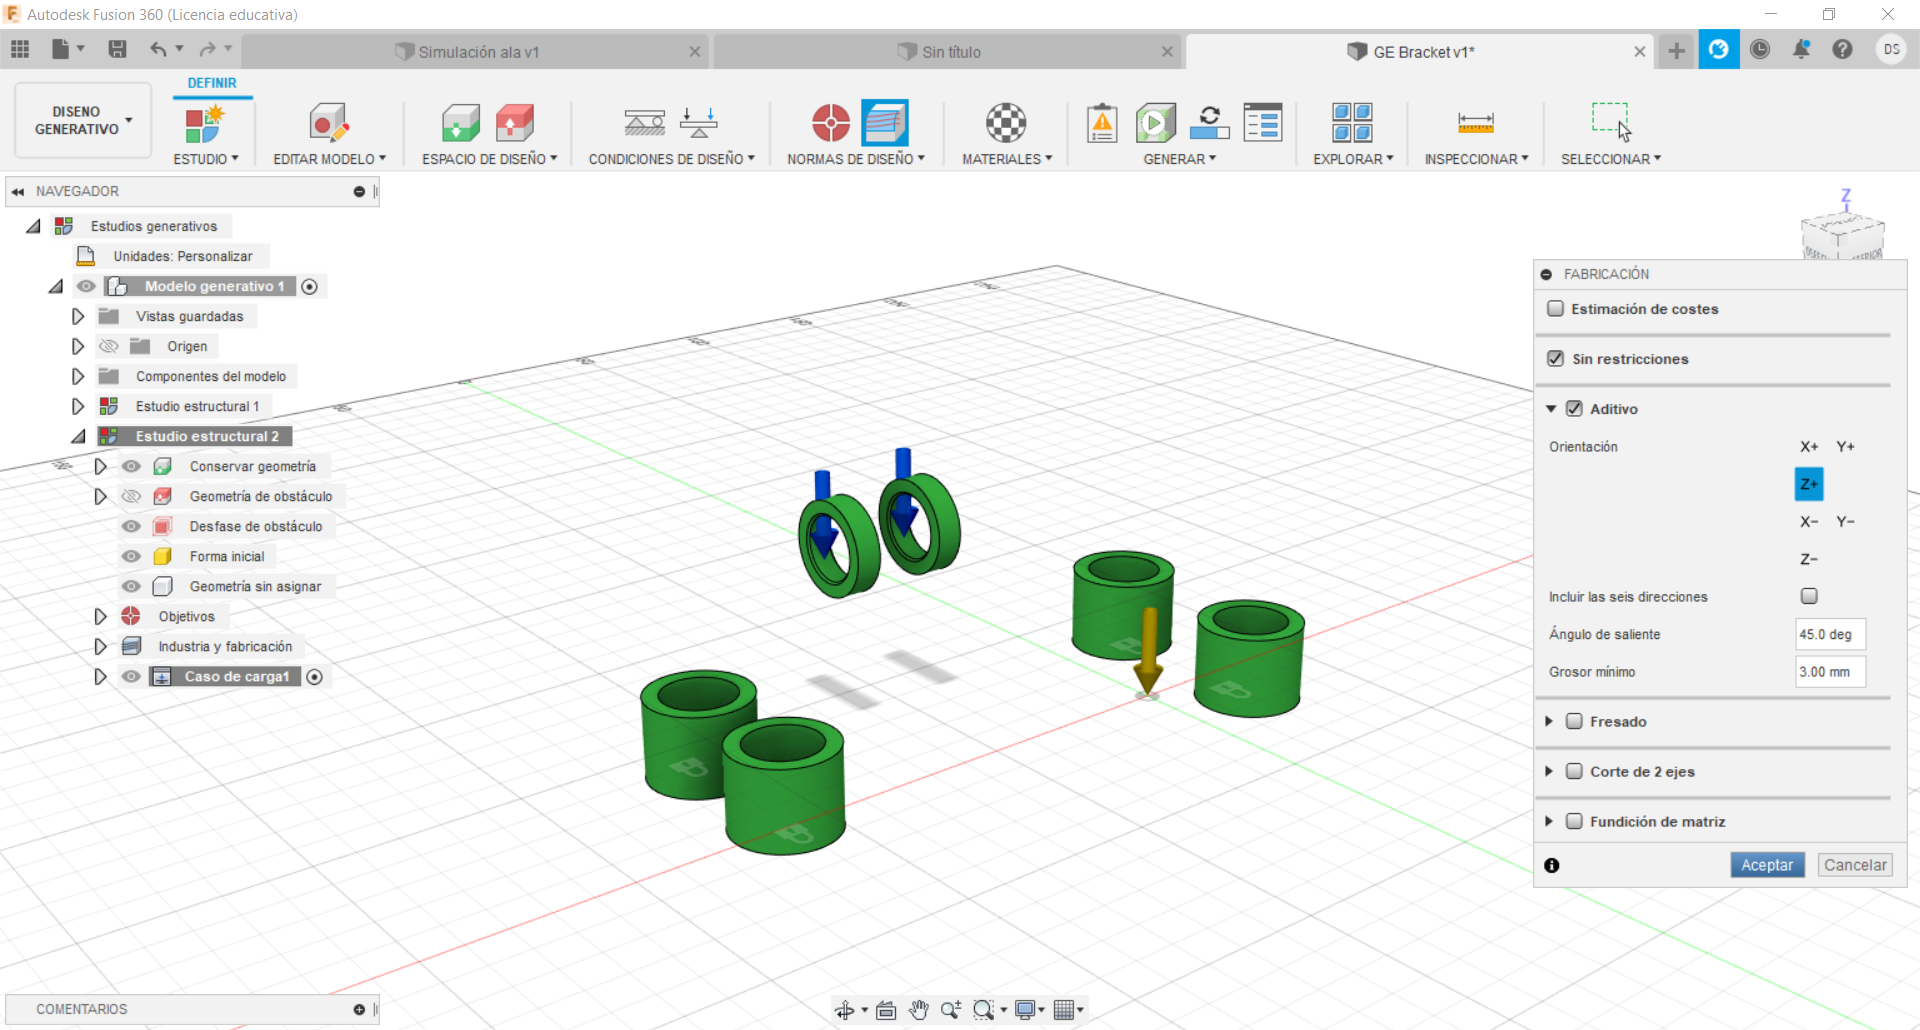 Autodesk Fusion 360 (Licencia educativa)
Simulación ala v1
Sin título
GE Bracket v1*
DS
DEFINIR
DISENO
GENERATIVO
ESTUDIO
EDITAR MODELO
ESPACIO DE DISEÑO
CONDICIONES DE DISEÑO
NORMAS DE DISEÑO
MATERIALES
GENERAR
EXPLORAR
INSPECCIONAR
SELECCIONAR
NAVEGADOR
Estudios generativos
Unidades: Personalizar
Modelo generativo 1
Vistas guardadas
Origen
Componentes del modelo
Estudio estructural 1
Estudio estructural 2
Conservar geometría
Geometría de obstáculo
Desfase de obstáculo
Forma inicial
Geometría sin asignar
Objetivos
Industria y fabricación
Caso de carga1
Z
FABRICACIÓN
Estimación de costes
Sin restricciones
Aditivo
Orientación
X+ Y+
Z+
X− Y−
Z−
Incluir las seis direcciones
Ángulo de saliente 45.0 deg
Grosor mínimo 3.00 mm
Fresado
Corte de 2 ejes
Fundición de matriz
Aceptar
Cancelar
COMENTARIOS